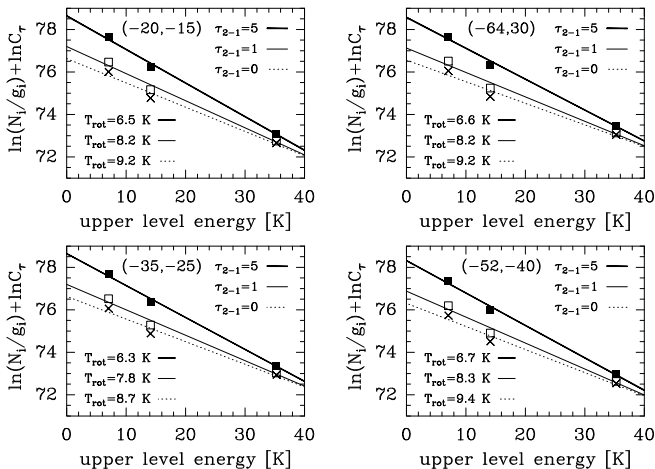 (−20,−15)
τ₂₋₁=5
τ₂₋₁=1
τ₂₋₁=0
Tᵣₒₜ=6.5 K
Tᵣₒₜ=8.2 K
Tᵣₒₜ=9.2 K
78
76
74
72
ln(Nᵢ/gᵢ)+lnC_τ
0 10 20 30 40
upper level energy [K]
(−64,30)
τ₂₋₁=5
τ₂₋₁=1
τ₂₋₁=0
Tᵣₒₜ=6.6 K
Tᵣₒₜ=8.2 K
Tᵣₒₜ=9.2 K
78
76
74
72
ln(Nᵢ/gᵢ)+lnC_τ
0 10 20 30 40
upper level energy [K]
(−35,−25)
τ₂₋₁=5
τ₂₋₁=1
τ₂₋₁=0
Tᵣₒₜ=6.3 K
Tᵣₒₜ=7.8 K
Tᵣₒₜ=8.7 K
78
76
74
72
ln(Nᵢ/gᵢ)+lnC_τ
0 10 20 30 40
upper level energy [K]
(−52,−40)
τ₂₋₁=5
τ₂₋₁=1
τ₂₋₁=0
Tᵣₒₜ=6.7 K
Tᵣₒₜ=8.3 K
Tᵣₒₜ=9.4 K
78
76
74
72
ln(Nᵢ/gᵢ)+lnC_τ
0 10 20 30 40
upper level energy [K]